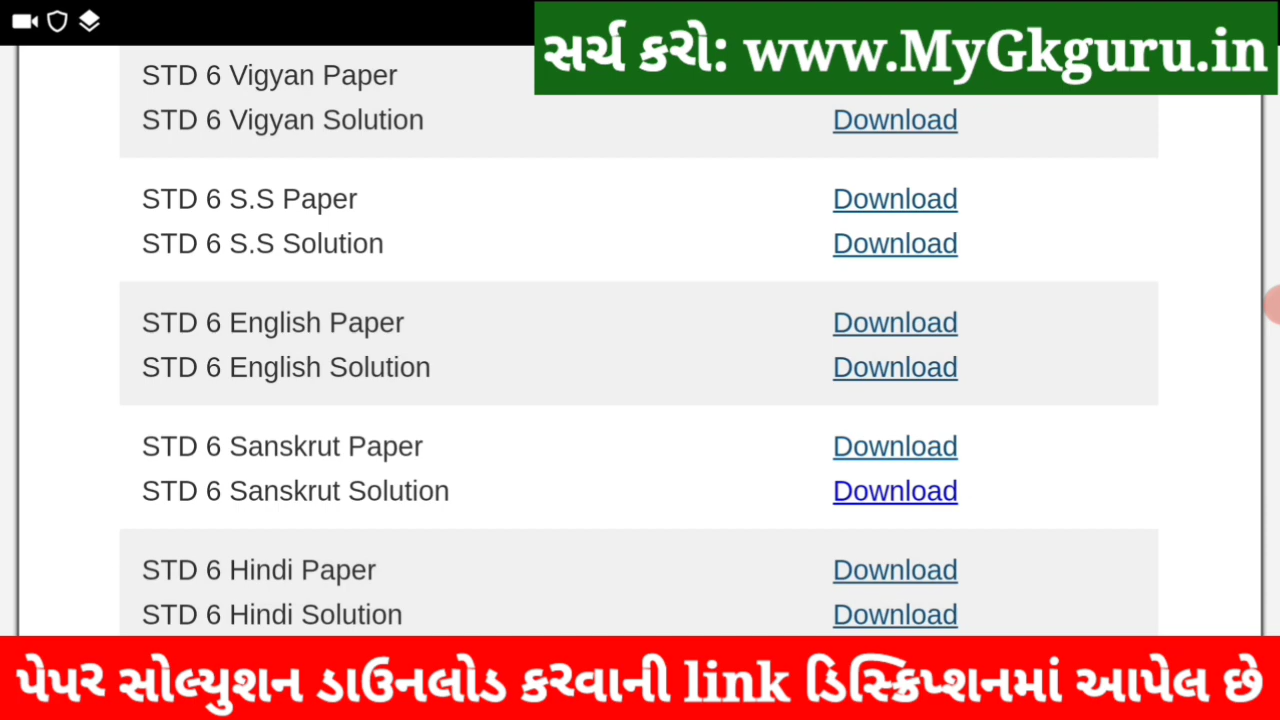 સર્ચ કરો: www.MyGkguru.in
STD 6 Vigyan Paper
STD 6 Vigyan Solution Download
STD 6 S.S Paper Download
STD 6 S.S Solution Download
STD 6 English Paper Download
STD 6 English Solution Download
STD 6 Sanskrut Paper Download
STD 6 Sanskrut Solution Download
STD 6 Hindi Paper Download
STD 6 Hindi Solution Download
પેપર સોલ્યુશન ડાઉનલોડ કરવાની link ડિસ્ક્રિપ્શનમાં આપેલ છે